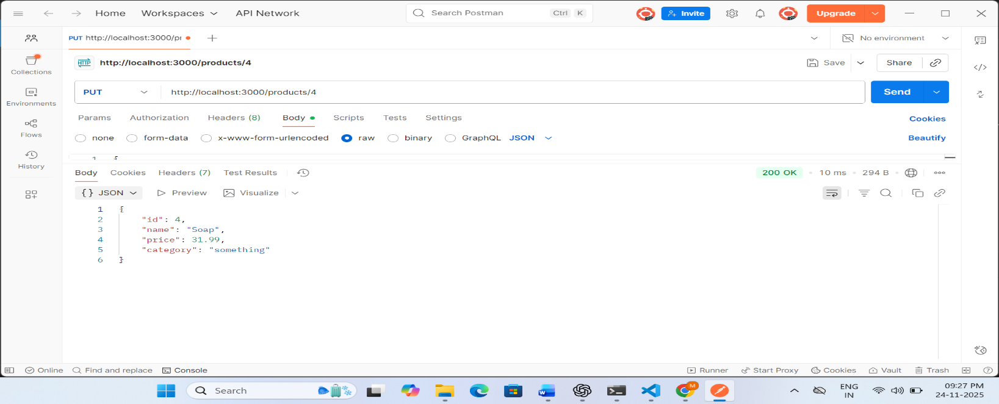 Home Workspaces API Network Search Postman Ctrl K Invite Upgrade
PUT http://localhost:3000/pr No environment
Collections
HTTP http://localhost:3000/products/4 Save Share
PUT http://localhost:3000/products/4 Send
Environments
Params Authorization Headers (8) Body Scripts Tests Settings Cookies
Flows
none form-data x-www-form-urlencoded raw binary GraphQL JSON Beautify
1 {
History
Body Cookies Headers (7) Test Results 200 OK 10 ms 294 B
{} JSON Preview Visualize
1 {
2 "id": 4,
3 "name": "Soap",
4 "price": 31.99,
5 "category": "something"
6 }
Online Find and replace Console Runner Start Proxy Cookies Vault Trash
Search M ENG 09:27 PM
IN 24-11-2025